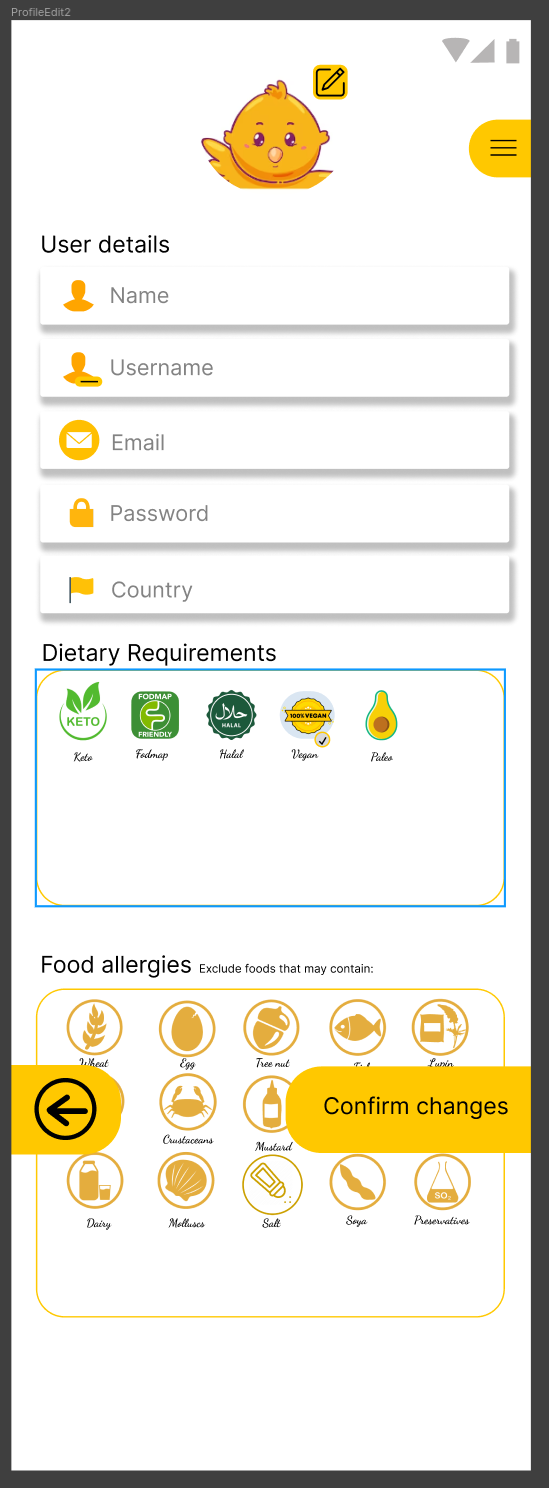 ProfileEdit2
User details
Name
Username
Email
Password
Country
Dietary Requirements
KETO
FODMAP
FRIENDLY
حلال
HALAL
100% VEGAN
Keto
Fodmap
Halal
Vegan
Paleo
Food allergies Exclude foods that may contain:
Wheat
Egg
Tree nut
Lupin
Confirm changes
Crustaceans
Mustard
SO₂
Dairy
Molluscs
Salt
Soya
Preservatives